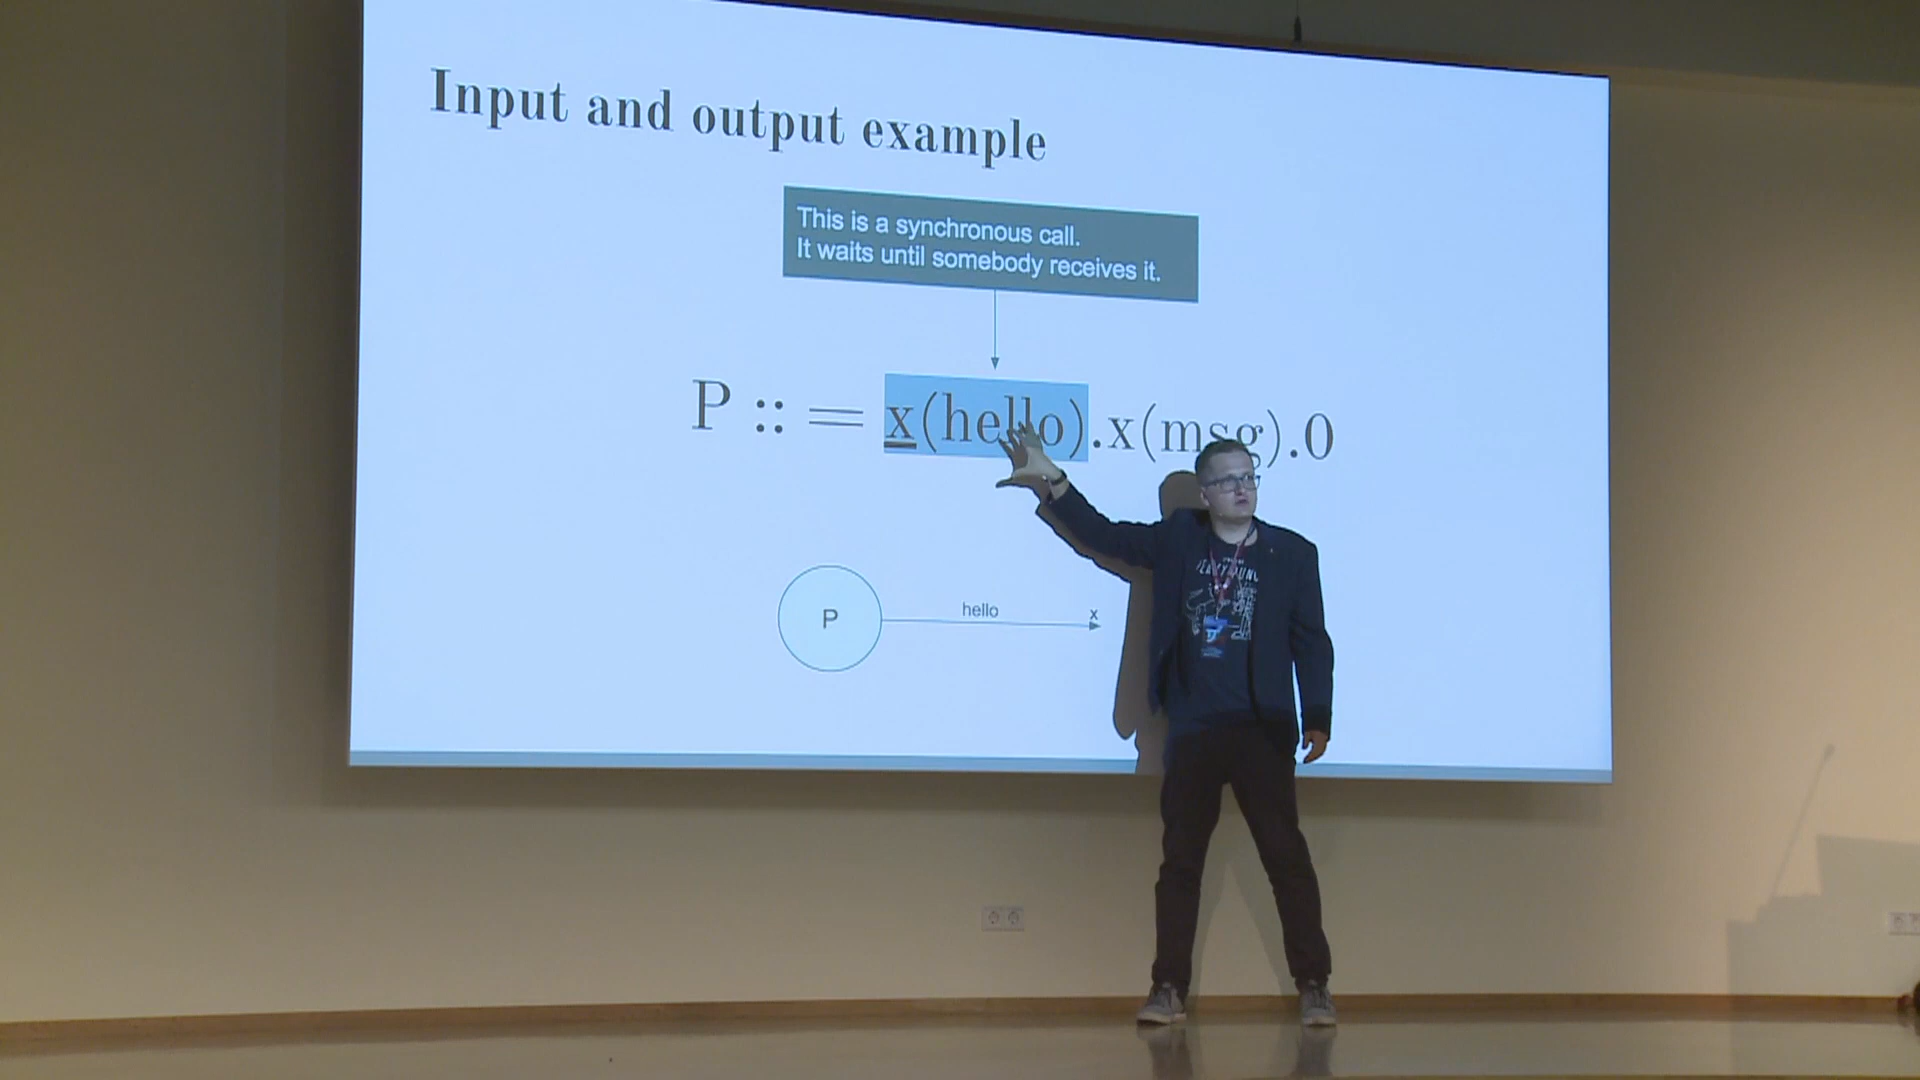 Input and output example
This is a synchronous call.
It waits until somebody receives it.
P ::= x(hello).x(msg).0
P
hello
x